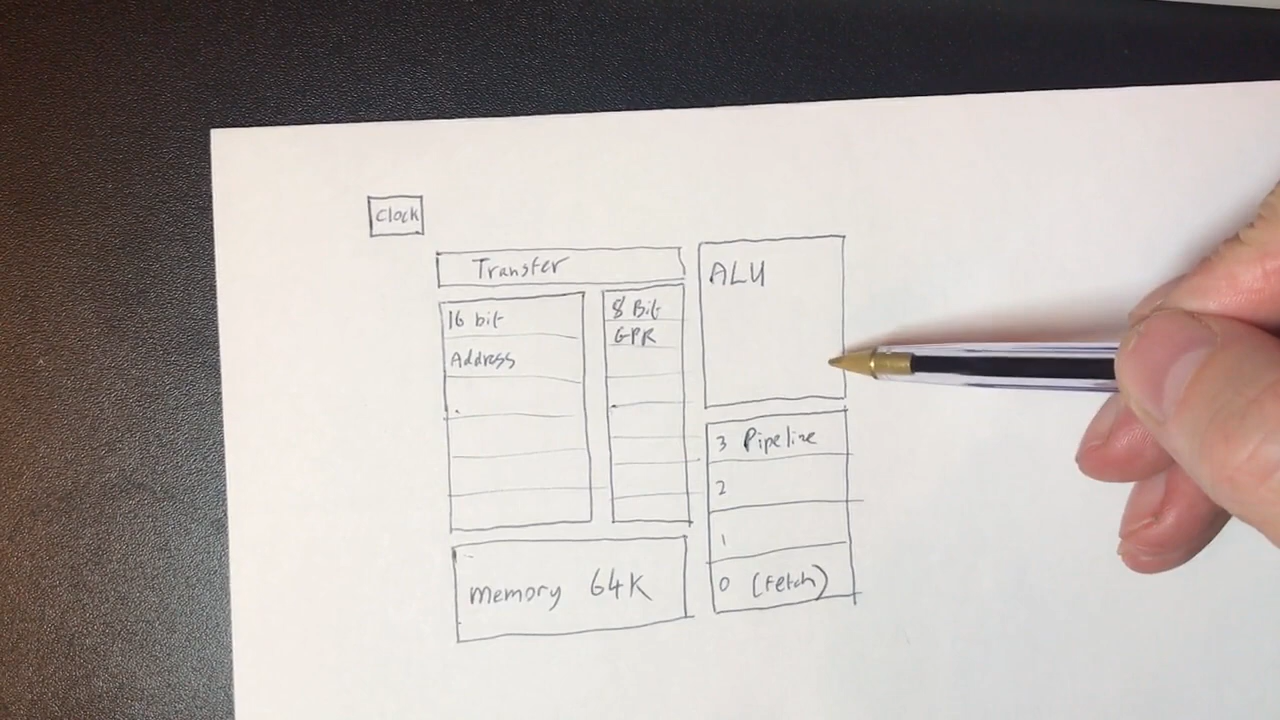 Clock
Transfer
16 bit
Address
8 Bit
GPR
ALU
3 Pipeline
2
1
0 (Fetch)
Memory 64K